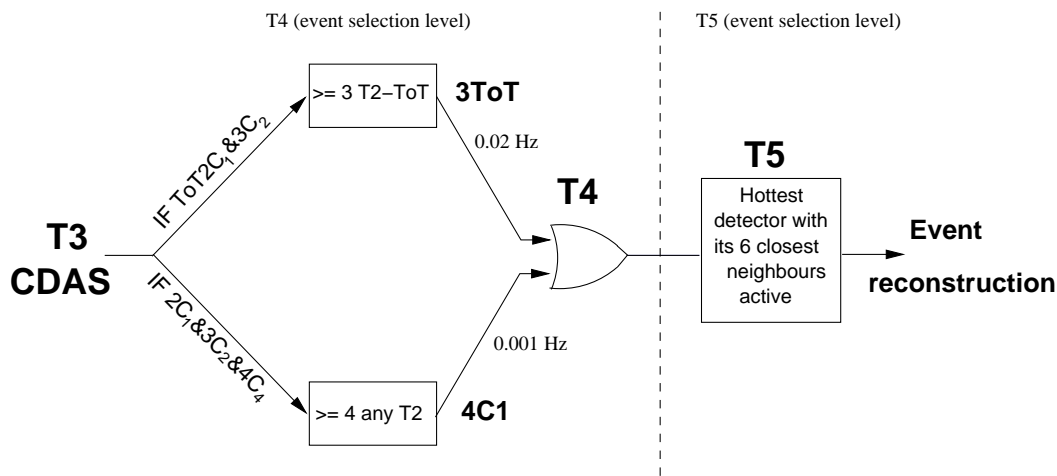 T4 (event selection level)
T5 (event selection level)
>= 3 T2−ToT
3ToT
IF ToT2C₁&3C₂
0.02 Hz
T3
CDAS
T4
T5
Hottest
detector with
its 6 closest
neighbours
active
Event
reconstruction
IF 2C₁&3C₂&4C₄
0.001 Hz
>= 4 any T2
4C1